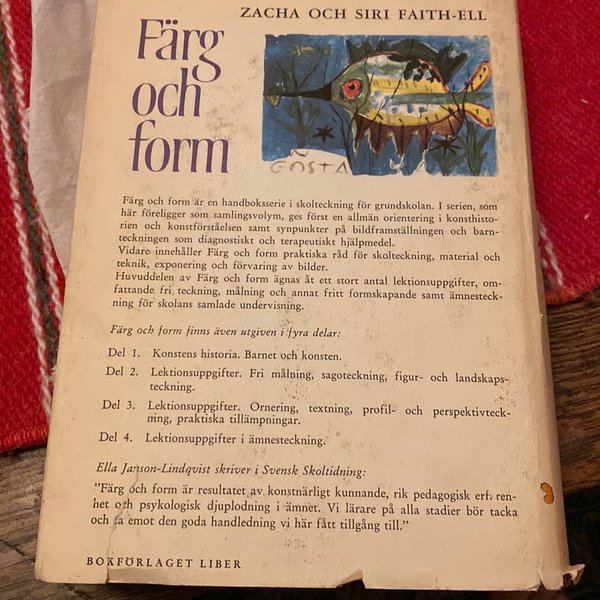 ZACHA OCH SIRI FAITH-ELL
Färg
och
form
GÖSTA
Färg och form är en handboksserie i skolteckning för grundskolan. I serien, som
här föreligger som samlingsvolym, ges först en allmän orientering i konsthisto-
rien och konstförståelsen samt synpunkter på bildframställningen och barn-
teckningen som diagnostiskt och terapeutiskt hjälpmedel.
Vidare innehåller Färg och form praktiska råd för skolteckning, material och
teknik, exponering och förvaring av bilder.
Huvuddelen av Färg och form ägnas åt ett stort antal lektionsuppgifter, om-
fattande fri teckning, målning och annat fritt formskapande samt ämnesteck-
ning för skolans samlade undervisning.
Färg och form finns även utgiven i fyra delar:
Del 1. Konstens historia. Barnet och konsten.
Del 2. Lektionsuppgifter. Fri målning, sagoteckning, figur- och landskaps-
teckning.
Del 3. Lektionsuppgifter. Ornering, textning, profil- och perspektivteck-
ning, praktiska tillämpningar.
Del 4. Lektionsuppgifter i ämnesteckning.
Ella Janson-Lindqvist skriver i Svensk Skoltidning:
"Färg och form är resultatet av konstnärligt kunnande, rik pedagogisk erfarenhet
het och psykologisk djuplodning i ämnet. Vi lärare på alla stadier bör tacka
och ta emot den goda handledning vi här fått tillgång till."
BOKFÖRLAGET LIBER